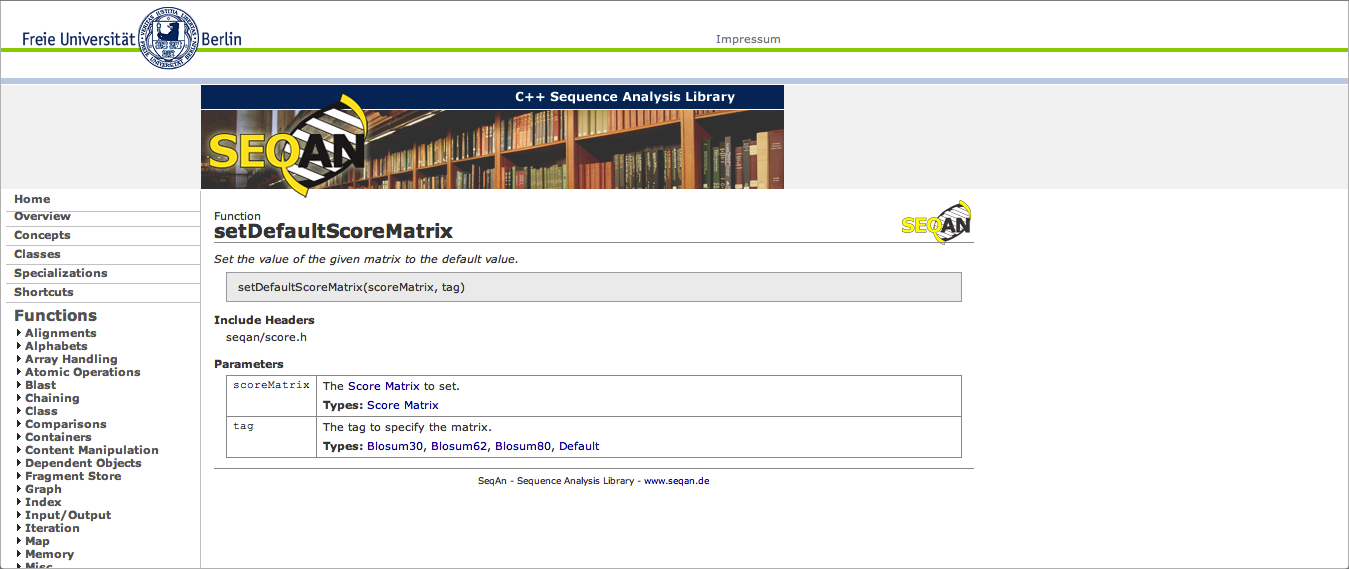 Freie Universität Berlin
Impressum
C++ Sequence Analysis Library
SEQAN
Home
Overview
Concepts
Classes
Specializations
Shortcuts
Functions
Alignments
Alphabets
Array Handling
Atomic Operations
Blast
Chaining
Class
Comparisons
Containers
Content Manipulation
Dependent Objects
Fragment Store
Graph
Index
Input/Output
Iteration
Map
Memory
Misc
Function
SEQAN
setDefaultScoreMatrix
Set the value of the given matrix to the default value.
setDefaultScoreMatrix(scoreMatrix, tag)
Include Headers
seqan/score.h
Parameters
scoreMatrix The Score Matrix to set.
Types: Score Matrix
tag The tag to specify the matrix.
Types: Blosum30, Blosum62, Blosum80, Default
SeqAn - Sequence Analysis Library - www.seqan.de